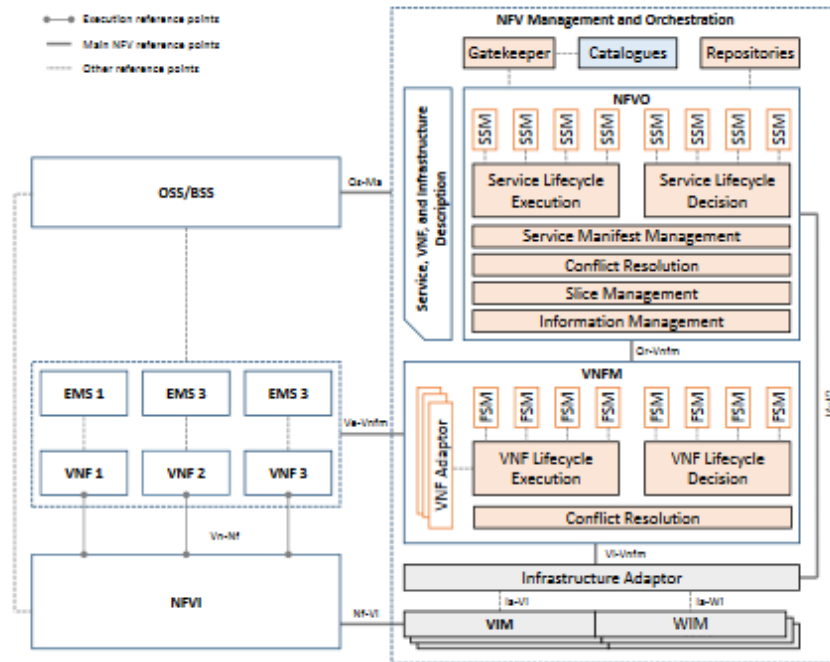 Execution reference points
Main NFV reference points
Other reference points
NFV Management and Orchestration
Gatekeeper
Catalogues
Repositories
NFVO
SSM
SSM
SSM
SSM
SSM
SSM
SSM
SSM
Service Lifecycle
Execution
Service Lifecycle
Decision
Service Manifest Management
Conflict Resolution
Slice Management
Information Management
Service, VNF, and Infrastructure
Description
OSS/BSS
Os-Ma
Or-Vnfm
VNFM
FSM
FSM
FSM
FSM
FSM
FSM
FSM
FSM
VNF Adaptor
VNF Lifecycle
Execution
VNF Lifecycle
Decision
Conflict Resolution
EMS 1
EMS 3
EMS 3
VNF 1
VNF 2
VNF 3
Ve-Vnfm
Vn-Nf
Vi-Vnfm
Infrastructure Adaptor
Ia-Vi
Ia-Wi
NFVI
Nf-Vi
VIM
WIM